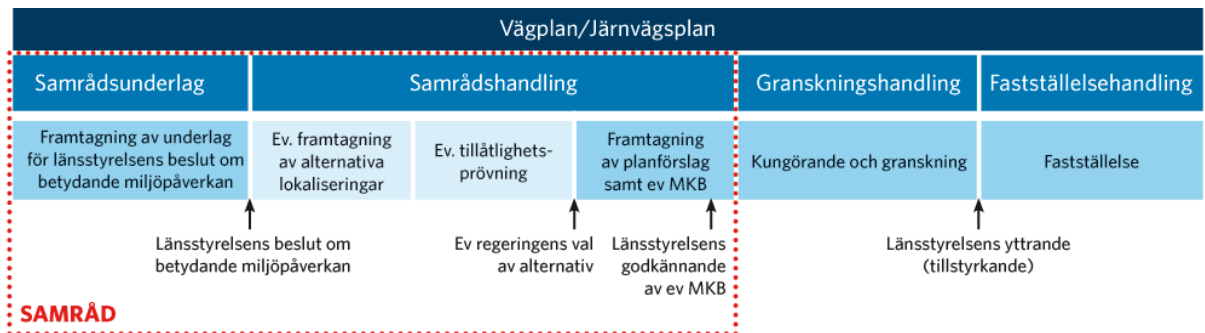 Vägplan/Järnvägsplan
Samrådsunderlag
Samrådshandling
Granskningshandling
Fastställelsehandling
Framtagning av underlag
för länsstyrelsens beslut om
betydande miljöpåverkan
Ev. framtagning
av alternativa
lokaliseringar
Ev. tillåtlighets-
prövning
Framtagning
av planförslag
samt ev MKB
Kungörande och granskning
Fastställelse
Länsstyrelsens beslut om
betydande miljöpåverkan
Ev regeringens val
av alternativ
Länsstyrelsens
godkännande
av ev MKB
Länsstyrelsens yttrande
(tillstyrkande)
SAMRÅD